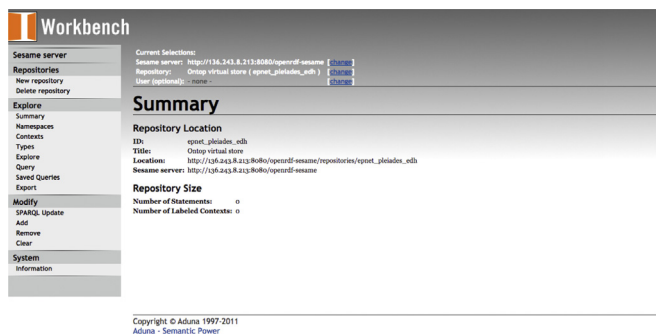 Workbench
Sesame server
Repositories
New repository
Delete repository
Explore
Summary
Namespaces
Contexts
Types
Explore
Query
Saved Queries
Export
Modify
SPARQL Update
Add
Remove
Clear
System
Information
Current Selections:
Sesame server: http://136.243.8.213:8080/openrdf-sesame [change]
Repository: Ontop virtual store ( epnet_pleiades_edh ) [change]
User (optional): - none - [change]
Summary
Repository Location
ID: epnet_pleiades_edh
Title: Ontop virtual store
Location: http://136.243.8.213:8080/openrdf-sesame/repositories/epnet_pleiades_edh
Sesame server: http://136.243.8.213:8080/openrdf-sesame
Repository Size
Number of Statements: 0
Number of Labeled Contexts: 0
Copyright © Aduna 1997-2011
Aduna - Semantic Power